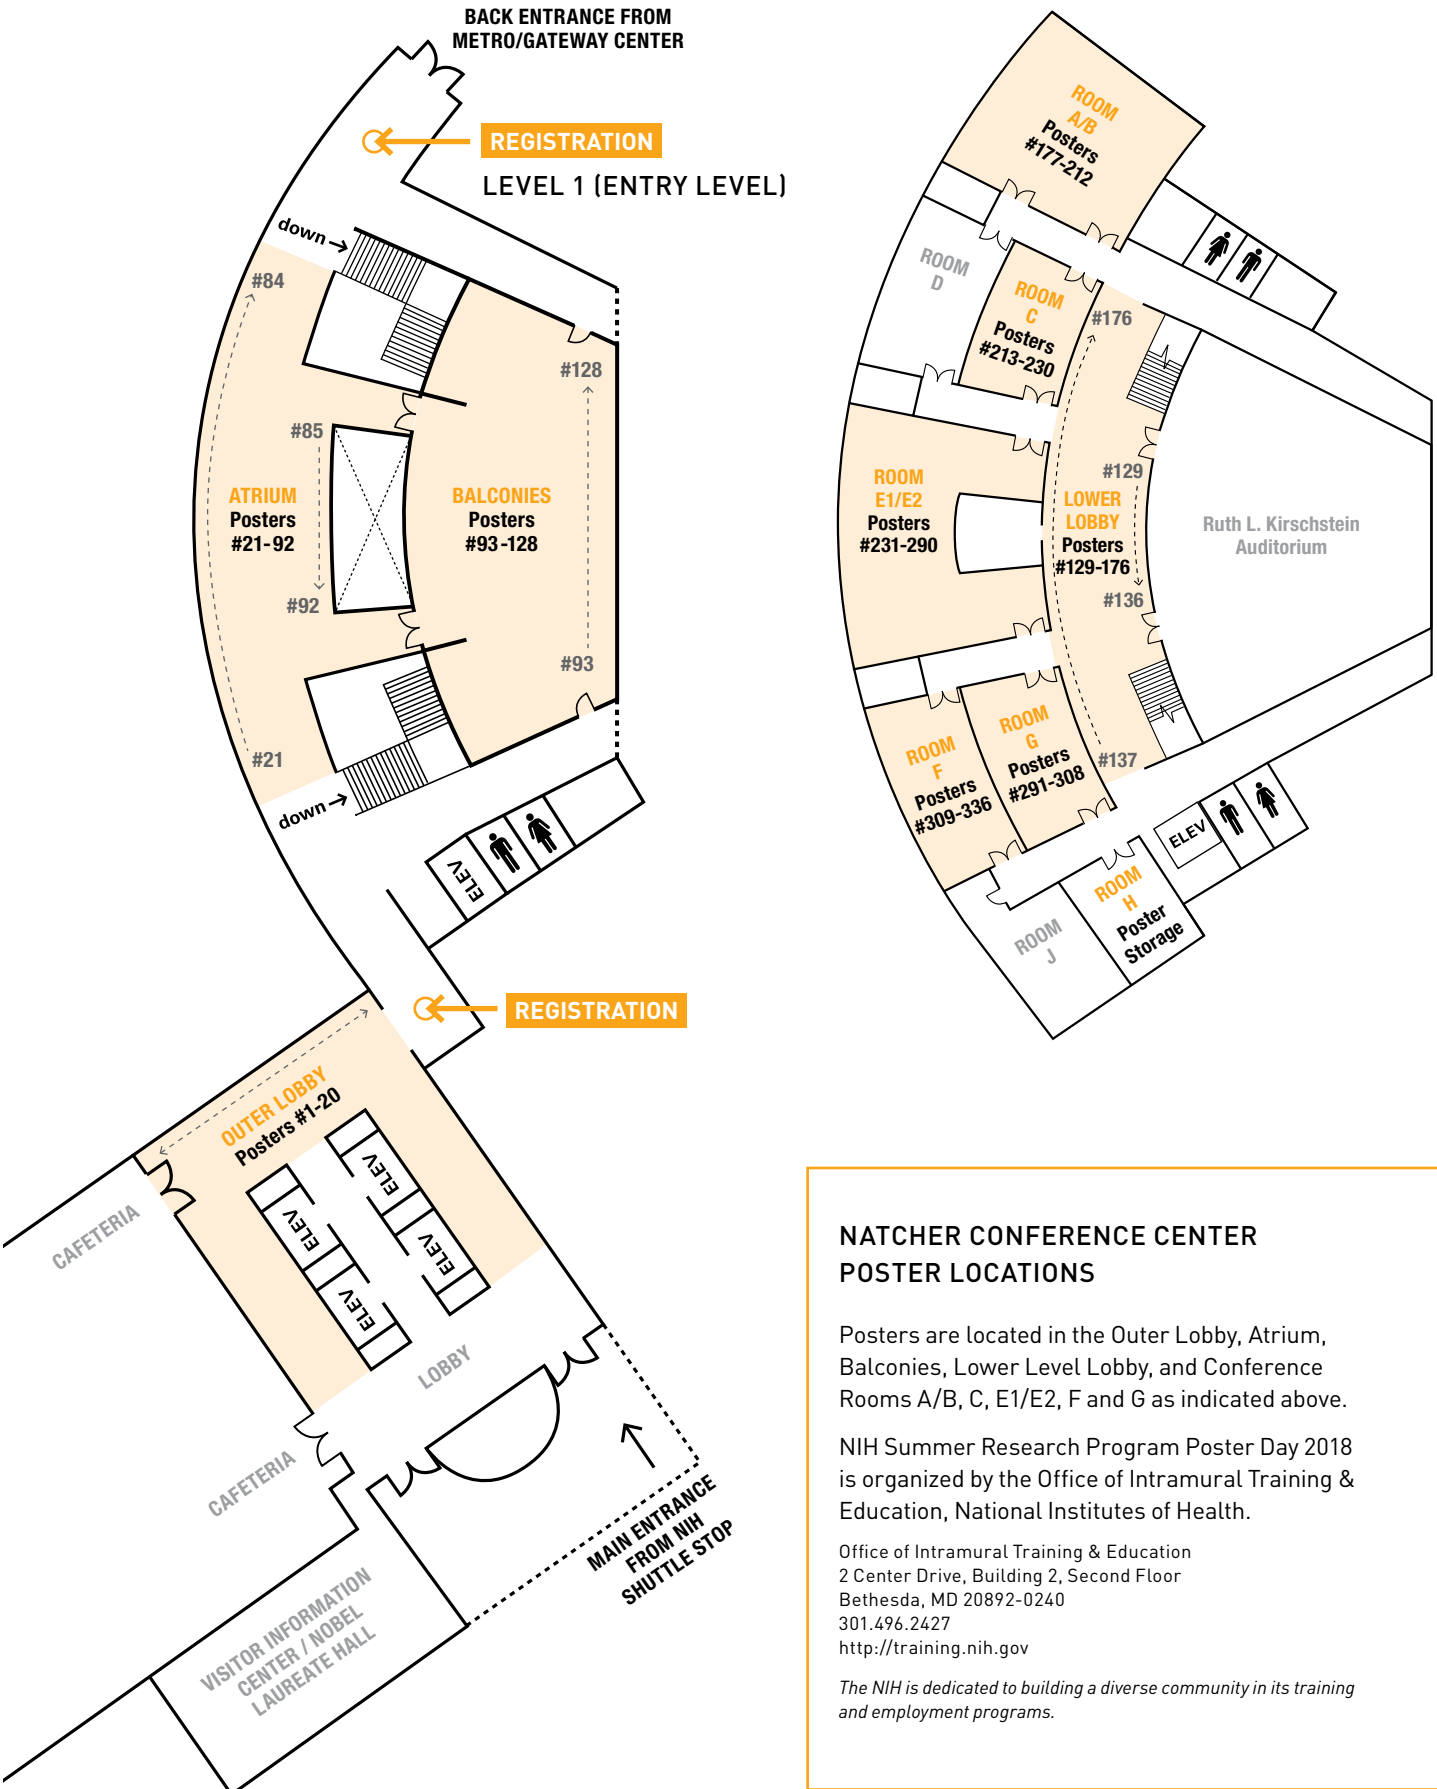 BACK ENTRANCE FROM
METRO/GATEWAY CENTER
REGISTRATION
LEVEL 1 (ENTRY LEVEL)
down
#84
#128
#85
ATRIUM
Posters
#21-92
BALCONIES
Posters
#93-128
#92
#93
#21
down
ELEV
REGISTRATION
OUTER LOBBY
Posters #1-20
ELEV
ELEV
ELEV
ELEV
CAFETERIA
LOBBY
CAFETERIA
MAIN ENTRANCE
FROM NIH
SHUTTLE STOP
VISITOR INFORMATION
CENTER / NOBEL
LAUREATE HALL
ROOM
A/B
Posters
#177-212
ROOM
D
ROOM
C
Posters
#213-230
#176
ROOM
E1/E2
Posters
#231-290
#129
LOWER
LOBBY
Posters
#129-176
#136
Ruth L. Kirschstein
Auditorium
ROOM
G
Posters
#291-308
#137
ROOM
F
Posters
#309-336
ELEV
ROOM
H
Poster
Storage
ROOM
J
NATCHER CONFERENCE CENTER
POSTER LOCATIONS
Posters are located in the Outer Lobby, Atrium,
Balconies, Lower Level Lobby, and Conference
Rooms A/B, C, E1/E2, F and G as indicated above.
NIH Summer Research Program Poster Day 2018
is organized by the Office of Intramural Training &
Education, National Institutes of Health.
Office of Intramural Training & Education
2 Center Drive, Building 2, Second Floor
Bethesda, MD 20892-0240
301.496.2427
http://training.nih.gov
The NIH is dedicated to building a diverse community in its training
and employment programs.